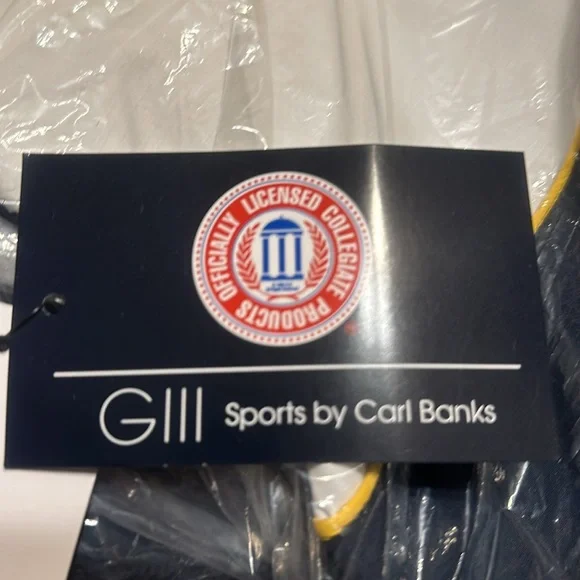 OFFICIALLY LICENSED COLLEGIATE PRODUCTS
GIII Sports by Carl Banks